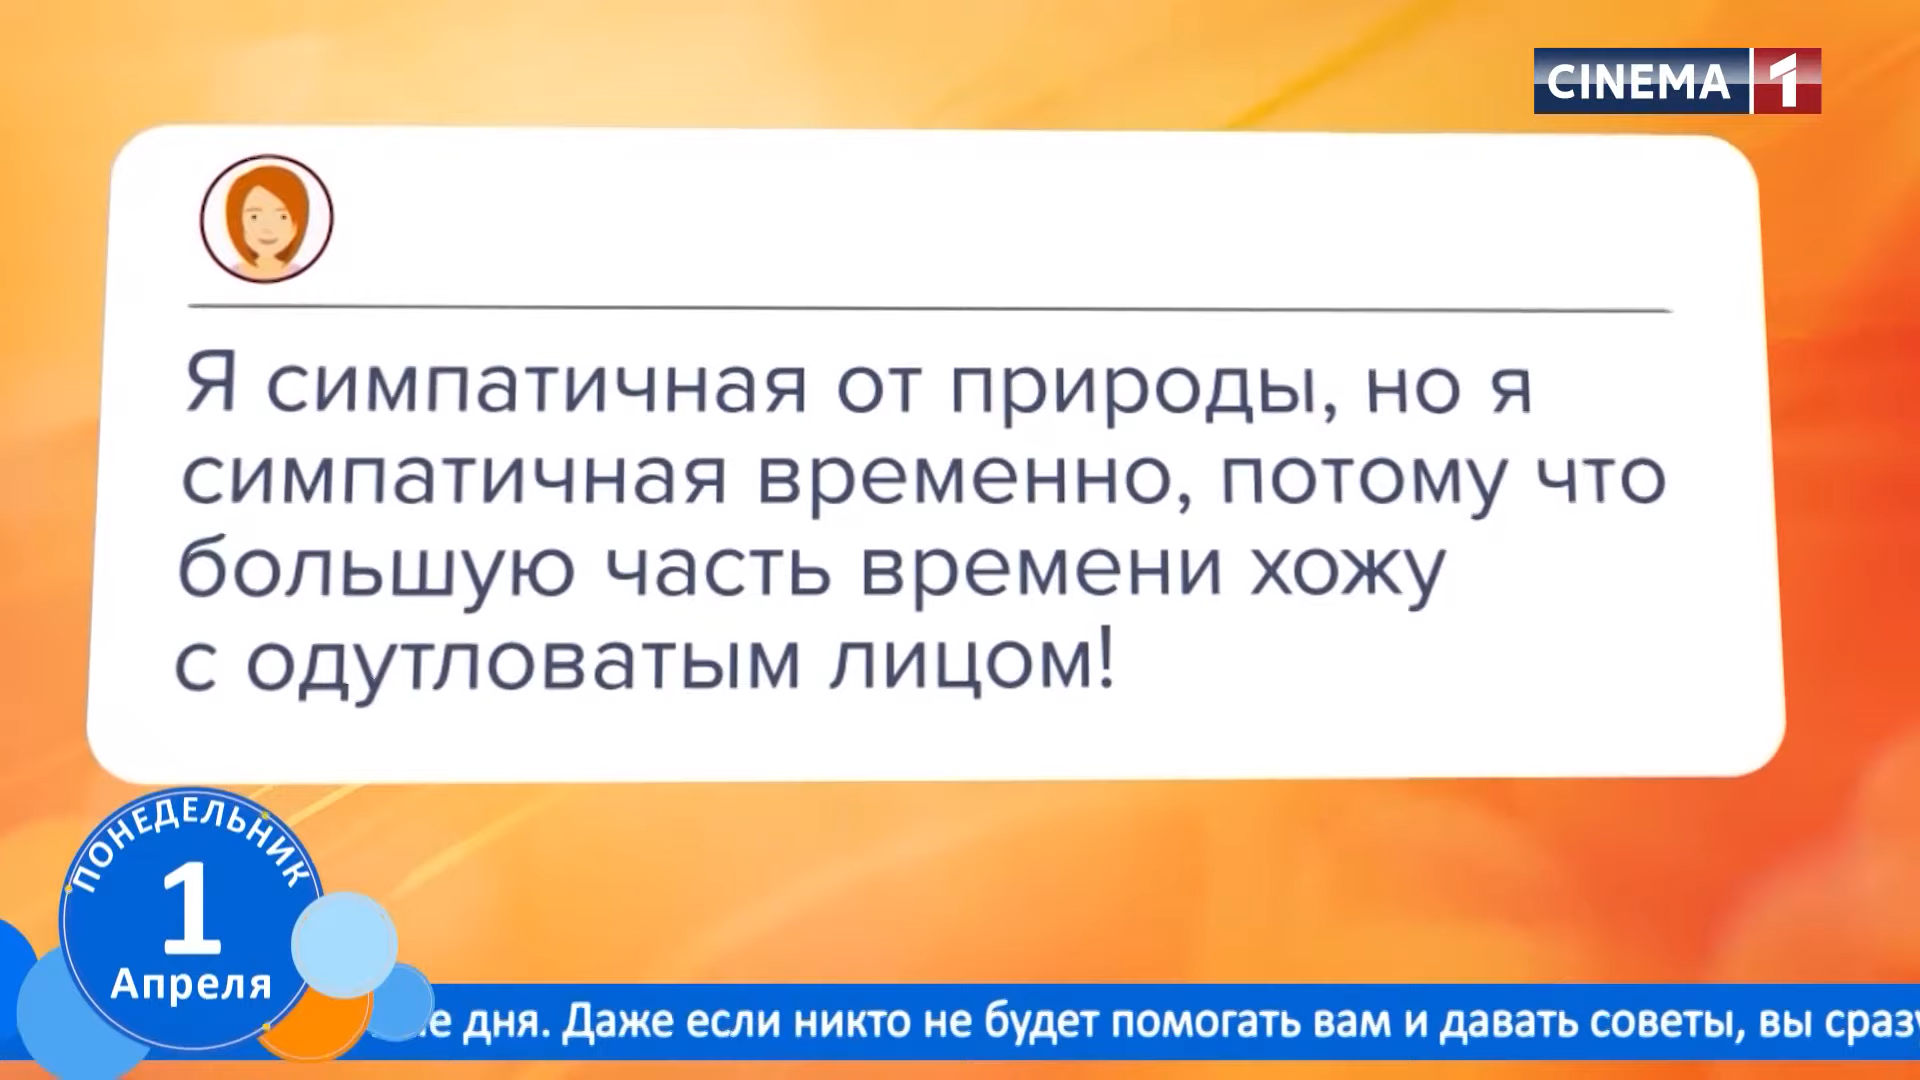 CINEMA 1
Я симпатичная от природы, но я
симпатичная временно, потому что
большую часть времени хожу
с одутловатым лицом!
ПОНЕДЕЛЬНИК
1
Апреля
дня. Даже если никто не будет помогать вам и давать советы, вы